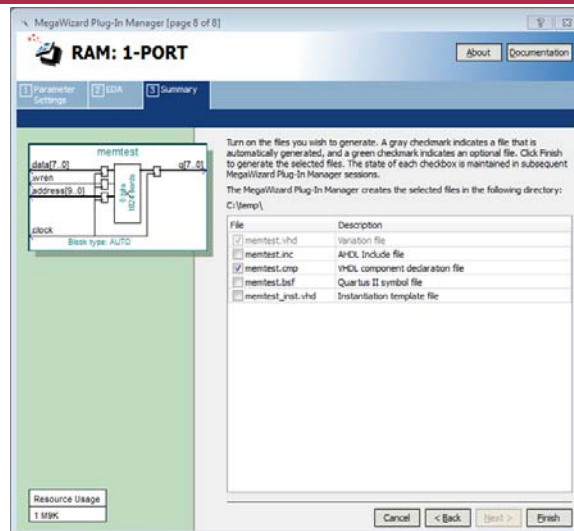 MegaWizard Plug-In Manager [page 8 of 8]
RAM: 1-PORT
About
Documentation
1 Parameter Settings
2 EDA
3 Summary
memtest
data[7..0]
q[7..0]
wren
address[9..0]
8 bits
1024 words
clock
Block type: AUTO
Turn on the files you wish to generate. A gray checkmark indicates a file that is
automatically generated, and a green checkmark indicates an optional file. Click Finish
to generate the selected files. The state of each checkbox is maintained in subsequent
MegaWizard Plug-In Manager sessions.
The MegaWizard Plug-In Manager creates the selected files in the following directory:
C:\temp\
File Description
memtest.vhd Variation file
memtest.inc AHDL Include file
memtest.cmp VHDL component declaration file
memtest.bsf Quartus II symbol file
memtest_inst.vhd Instantiation template file
Resource Usage
1 M9K
Cancel
< Back
Next >
Finish